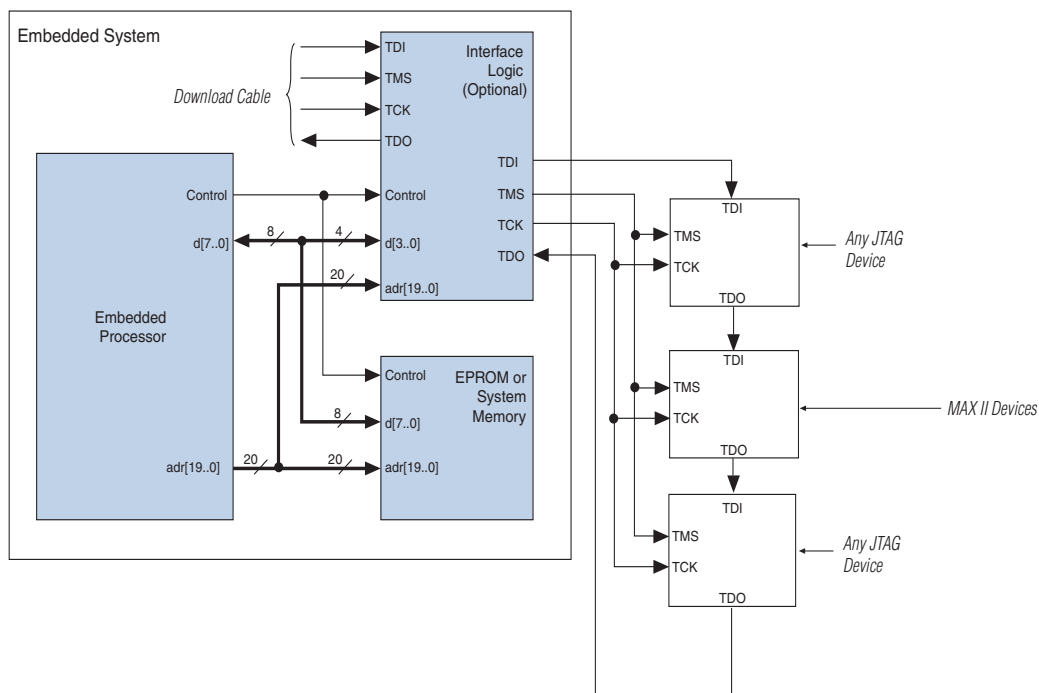 Embedded System
Download Cable
TDI
TMS
TCK
TDO
Interface
Logic
(Optional)
TDI
TMS
TCK
TDO
Control
d[3..0]
adr[19..0]
Control
d[7..0]
Embedded
Processor
adr[19..0]
8
4
20
8
20
20
Control
d[7..0]
adr[19..0]
EPROM or
System
Memory
TDI
TMS
TCK
TDO
Any JTAG
Device
TDI
TMS
TCK
TDO
MAX II Devices
TDI
TMS
TCK
TDO
Any JTAG
Device